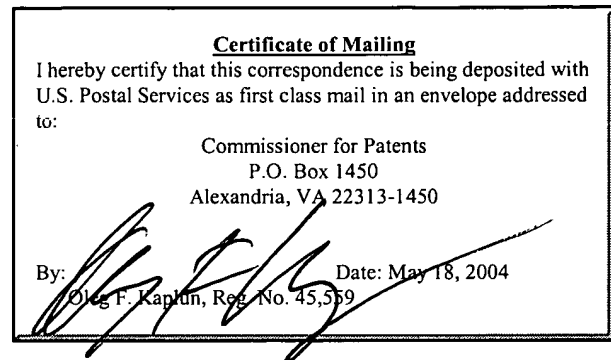 Certificate of Mailing
I hereby certify that this correspondence is being deposited with
U.S. Postal Services as first class mail in an envelope addressed
to:
Commissioner for Patents
P.O. Box 1450
Alexandria, VA 22313-1450
By: Date: May 18, 2004
Oleg F. Kaplun, Reg. No. 45,559